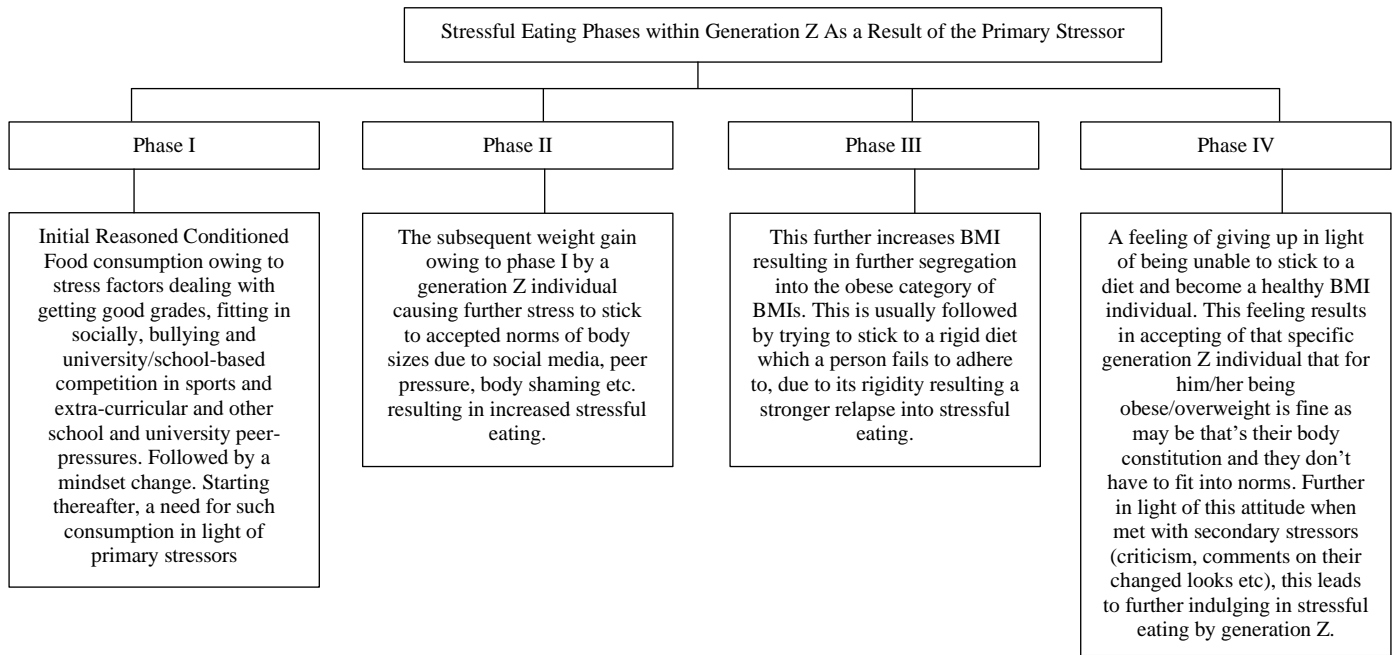 Stressful Eating Phases within Generation Z As a Result of the Primary Stressor
Phase I
Phase II
Phase III
Phase IV
Initial Reasoned Conditioned
Food consumption owing to
stress factors dealing with
getting good grades, fitting in
socially, bullying and
university/school-based
competition in sports and
extra-curricular and other
school and university peer-
pressures. Followed by a
mindset change. Starting
thereafter, a need for such
consumption in light of
primary stressors
The subsequent weight gain
owing to phase I by a
generation Z individual
causing further stress to stick
to accepted norms of body
sizes due to social media, peer
pressure, body shaming etc.
resulting in increased stressful
eating.
This further increases BMI
resulting in further segregation
into the obese category of
BMIs. This is usually followed
by trying to stick to a rigid diet
which a person fails to adhere
to, due to its rigidity resulting a
stronger relapse into stressful
eating.
A feeling of giving up in light
of being unable to stick to a
diet and become a healthy BMI
individual. This feeling results
in accepting of that specific
generation Z individual that for
him/her being
obese/overweight is fine as
may be that’s their body
constitution and they don’t
have to fit into norms. Further
in light of this attitude when
met with secondary stressors
(criticism, comments on their
changed looks etc), this leads
to further indulging in stressful
eating by generation Z.